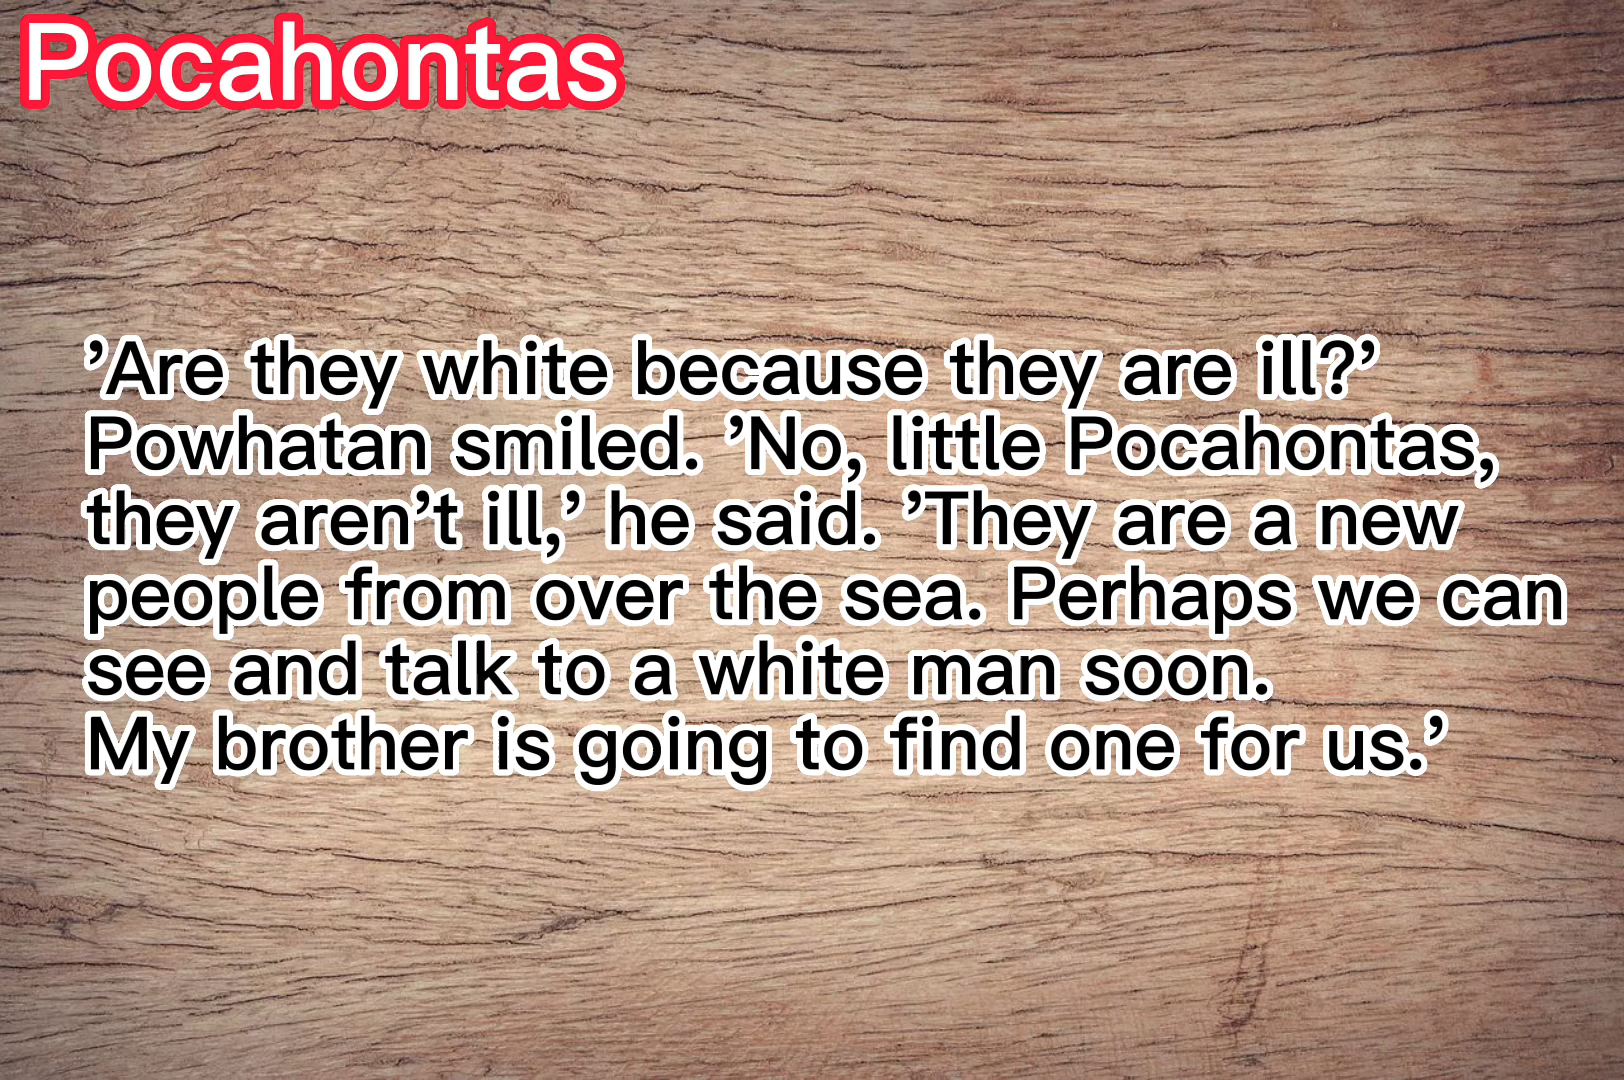 Pocahontas
’Are they white because they are ill?’
Powhatan smiled. ’No, little Pocahontas,
they aren’t ill,’ he said. ’They are a new
people from over the sea. Perhaps we can
see and talk to a white man soon.
My brother is going to find one for us.’